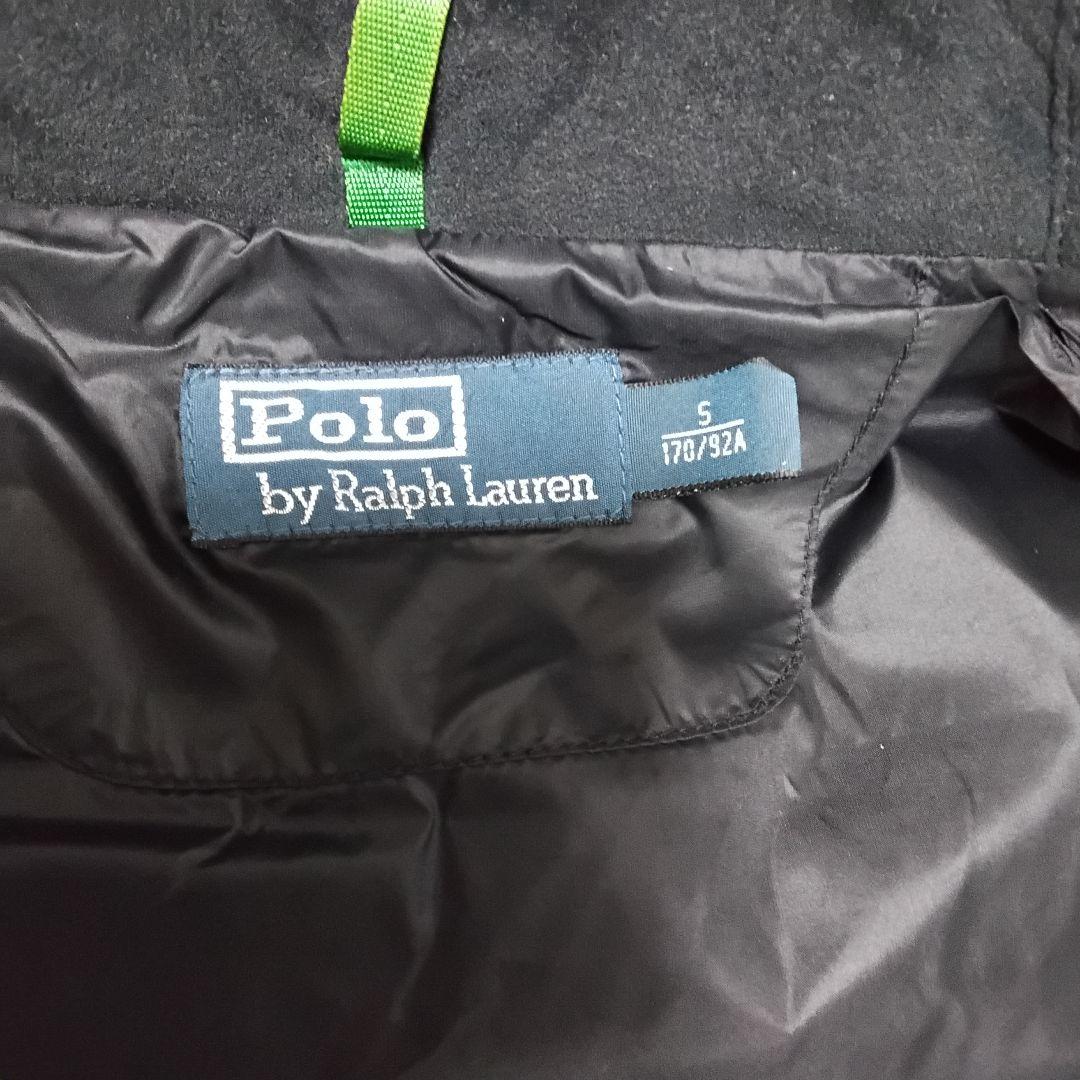 Polo
by Ralph Lauren
S
170/92A